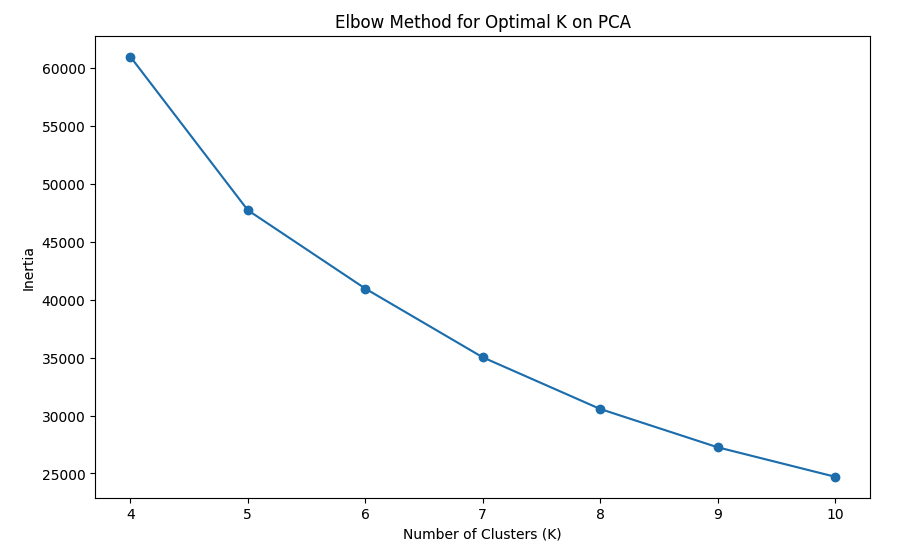 Elbow Method for Optimal K on PCA
60000
55000
50000
45000
40000
35000
30000
25000
Inertia
4 5 6 7 8 9 10
Number of Clusters (K)